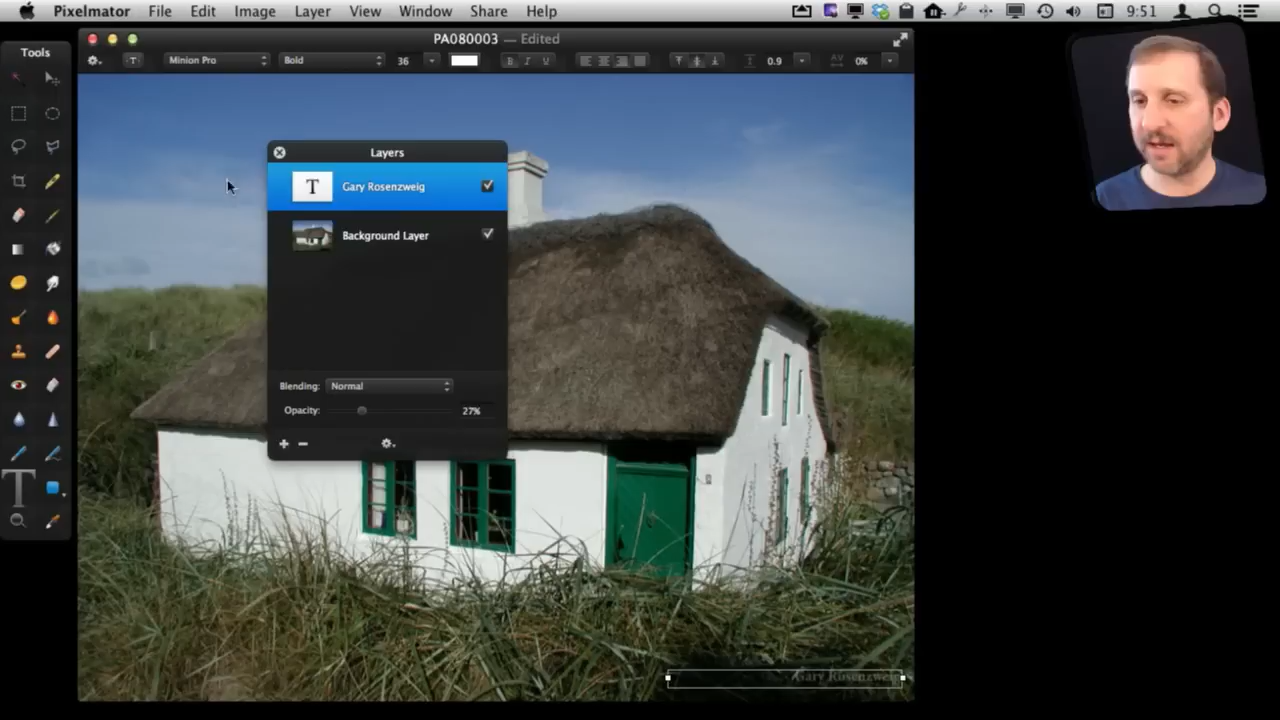 Pixelmator File Edit Image Layer View Window Share Help 9:51
PA080003 — Edited
Tools
T Minion Pro Bold 36 B I U 0.9 AV 0%
Layers
T Gary Rosenzweig
Background Layer
Blending: Normal
Opacity: 27%
T
Gary Rosenzweig